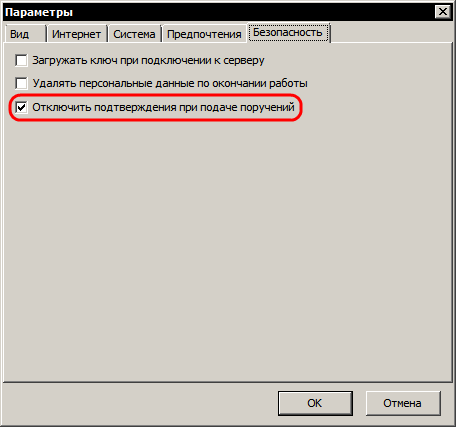 Параметры
Вид Интернет Система Предпочтения Безопасность
Загружать ключ при подключении к серверу
Удалять персональные данные по окончании работы
Отключить подтверждения при подаче поручений
OK Отмена